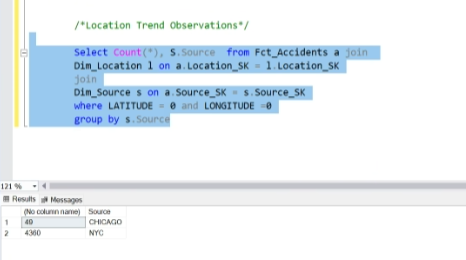 /*Location Trend Observations*/
Select Count(*), S.Source from Fct_Accidents a join
Dim_Location l on a.Location_SK = l.Location_SK
join
Dim_Source s on a.Source_SK = s.Source_SK
where LATITUDE = 0 and LONGITUDE =0
group by s.Source
121 %
Results Messages
(No column name) Source
1 49 CHICAGO
2 4360 NYC